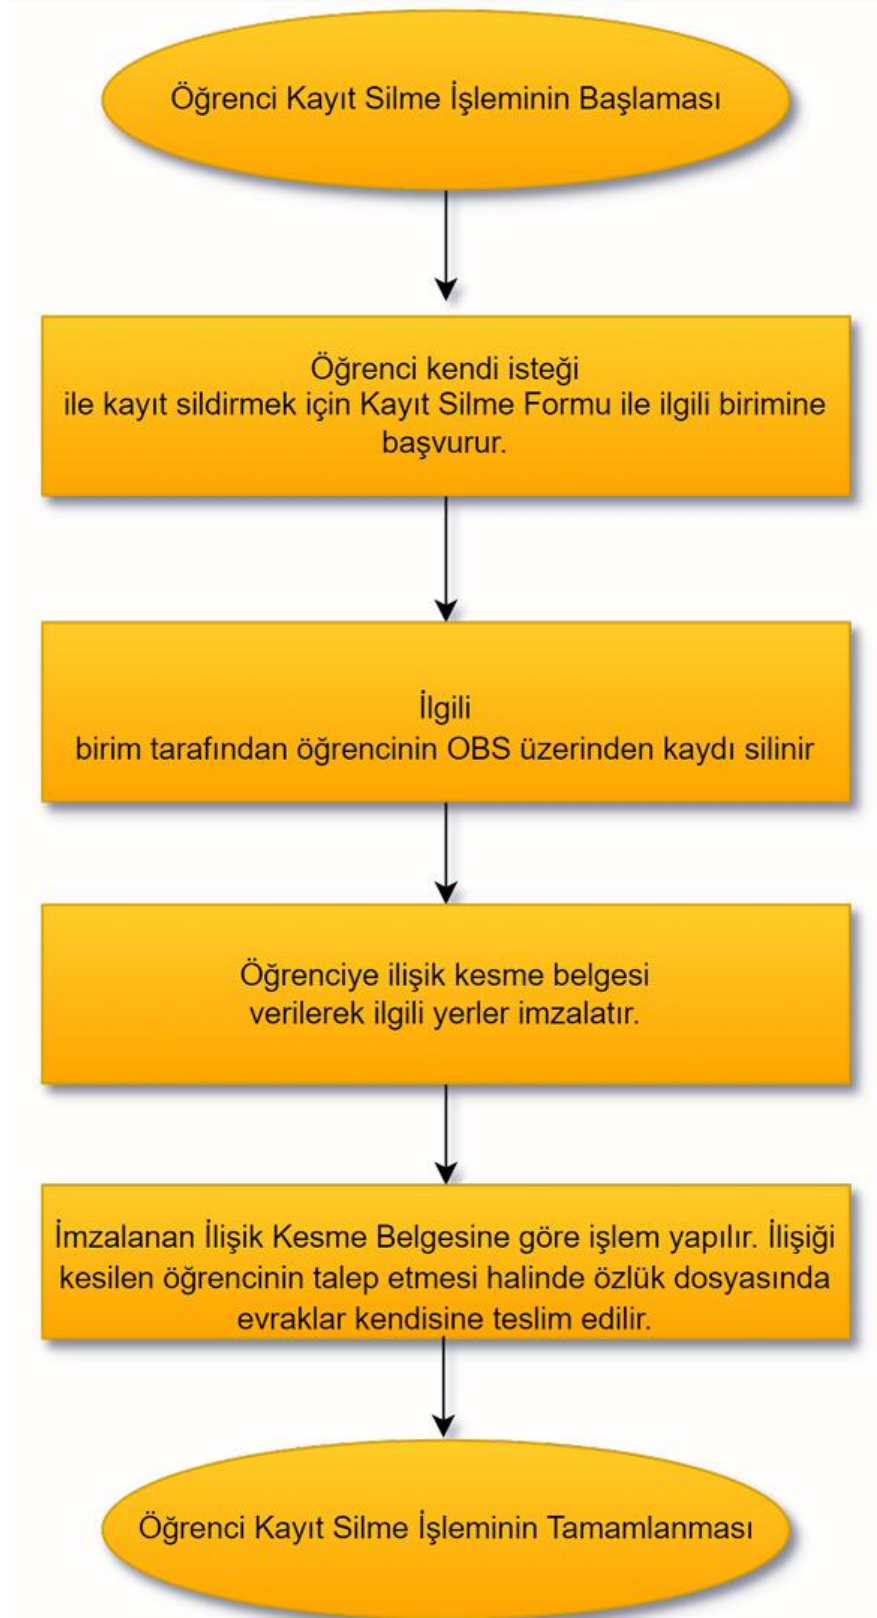 Öğrenci Kayıt Silme İşleminin Başlaması
Öğrenci kendi isteği
ile kayıt sildirmek için Kayıt Silme Formu ile ilgili birimine
başvurur.
İlgili
birim tarafından öğrencinin OBS üzerinden kaydı silinir
Öğrenciye ilişik kesme belgesi
verilerek ilgili yerler imzalatır.
İmzalanan İlişik Kesme Belgesine göre işlem yapılır. İlişiği
kesilen öğrencinin talep etmesi halinde özlük dosyasında
evraklar kendisine teslim edilir.
Öğrenci Kayıt Silme İşleminin Tamamlanması